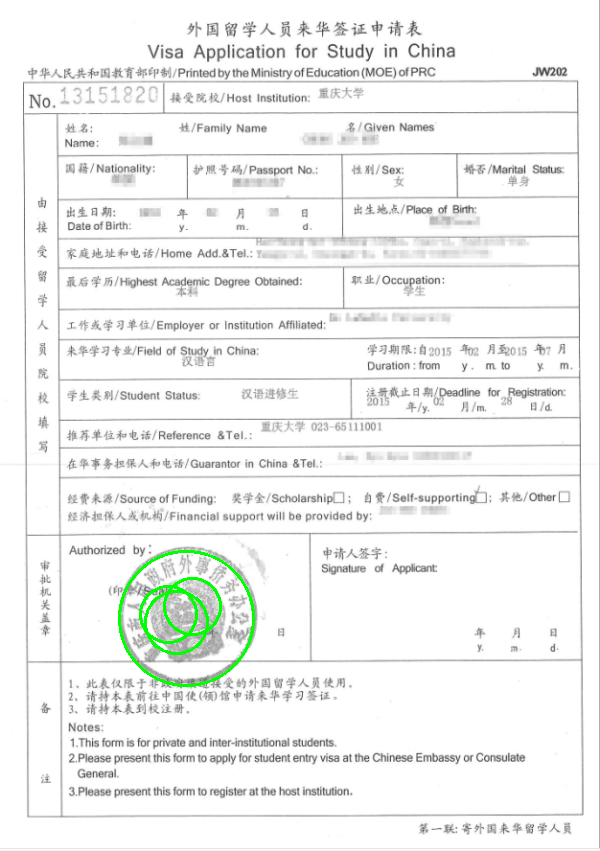 外国留学人员来华签证申请表
Visa Application for Study in China
中华人民共和国教育部印制/Printed by the Ministry of Education (MOE) of PRC JW202
No. 13151820 接受院校/Host Institution: 重庆大学
由接受留学人员院校填写
姓名: 姓/Family Name 名/Given Names
Name:
国籍/Nationality: 护照号码/Passport No.: 性别/Sex: 女 婚否/Marital Status: 单身
出生日期: 年 02 月 日 出生地点/Place of Birth:
Date of Birth: y. m. d.
家庭地址和电话/Home Add.&Tel.:
最后学历/Highest Academic Degree Obtained: 本科 职业/Occupation: 学生
工作或学习单位/Employer or Institution Affiliated:
来华学习专业/Field of Study in China: 汉语言 学习期限:自2015 年02 月至2015 年07 月
Duration : from y . m. to y. m.
学生类别/Student Status: 汉语进修生 注册截止日期/Deadline for Registration:
2015 年/y. 02 月/m. 28 日/d.
推荐单位和电话/Reference &Tel.: 重庆大学 023-65111001
在华事务担保人和电话/Guarantor in China &Tel.:
经费来源/Source of Funding: 奖学金/Scholarship□; 自费/Self-supporting□; 其他/Other□
经济担保人或机构/Financial support will be provided by:
审批机关盖章
Authorized by: 申请人签字:
Signature of Applicant:
府外事侨务办公室
日 年 月 日
y. m. d.
备注
1、此表仅限于非政府渠道接受的外国留学人员使用。
2、请持本表前往中国使(领)馆申请来华学习签证。
3、请持本表到校注册。
Notes:
1.This form is for private and inter-institutional students.
2.Please present this form to apply for student entry visa at the Chinese Embassy or Consulate
General.
3.Please present this form to register at the host institution.
第一联:寄外国来华留学人员